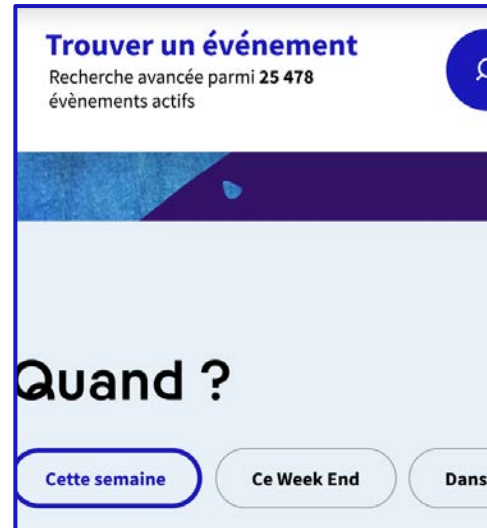 Trouver un événement
Recherche avancée parmi 25 478
évènements actifs
Quand ?
Cette semaine
Ce Week End
Dans